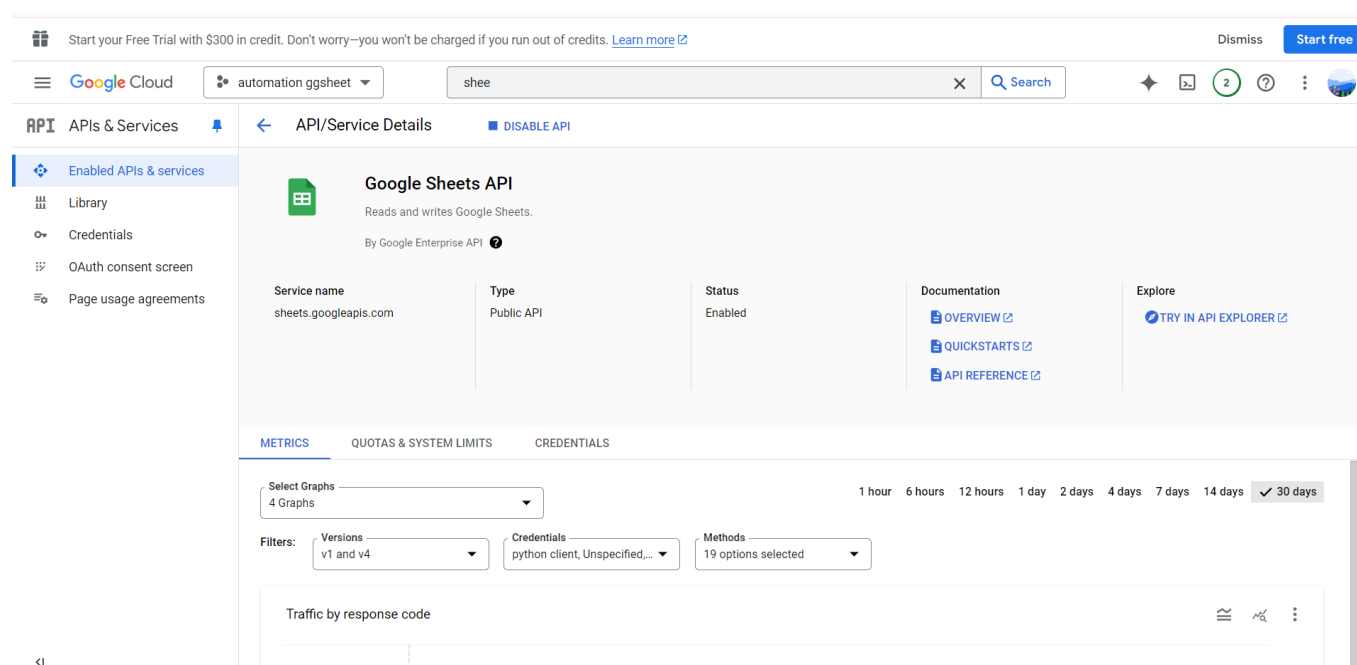 Start your Free Trial with $300 in credit. Don't worry—you won't be charged if you run out of credits. Learn more
Dismiss
Start free
Google Cloud
automation ggsheet
shee
Search
2
API APIs & Services
API/Service Details
DISABLE API
Enabled APIs & services
Library
Credentials
OAuth consent screen
Page usage agreements
Google Sheets API
Reads and writes Google Sheets.
By Google Enterprise API
Service name
sheets.googleapis.com
Type
Public API
Status
Enabled
Documentation
OVERVIEW
QUICKSTARTS
API REFERENCE
Explore
TRY IN API EXPLORER
METRICS
QUOTAS & SYSTEM LIMITS
CREDENTIALS
Select Graphs
4 Graphs
1 hour 6 hours 12 hours 1 day 2 days 4 days 7 days 14 days 30 days
Filters:
Versions
v1 and v4
Credentials
python client, Unspecified,...
Methods
19 options selected
Traffic by response code